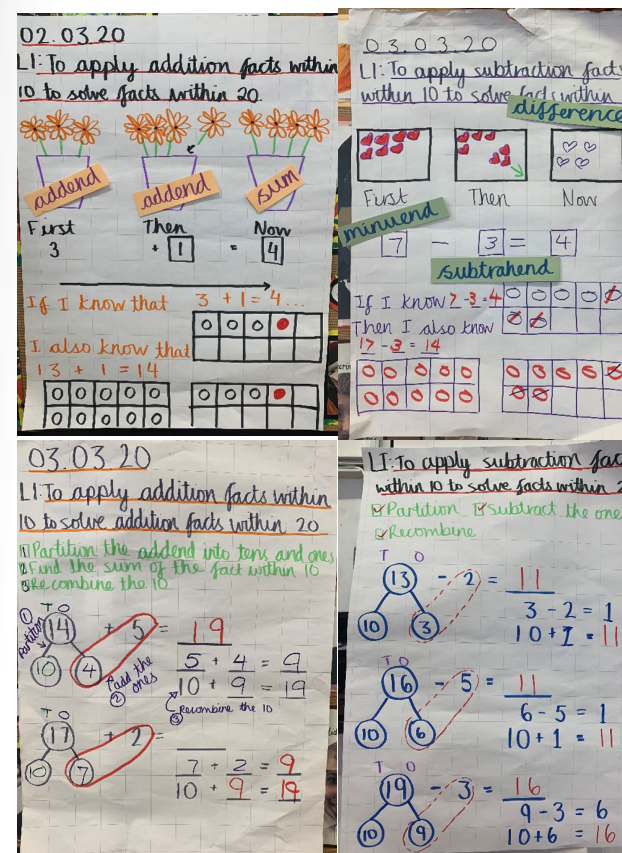 02.03.20
LI: To apply addition facts within
10 to solve facts within 20.
addend
addend
sum
First
Then
Now
3 + 1 = 4
If I know that 3 + 1 = 4...
I also know that
13 + 1 = 14
03.03.20
LI: To apply subtraction facts
within 10 to solve facts within
difference
First
Then
Now
minuend
7 - 3 = 4
subtrahend
If I know 7 - 3 = 4
Then I also know
17 - 3 = 14
03.03.20
LI: To apply addition facts within
10 to solve addition facts within 20
1 Partition the addend into tens and ones
2 Find the sum of the fact within 10
3 Recombine the 10
① T O
Partition
14 + 5 = 19
10 4
5 + 4 = 9
10 + 9 = 19
② add the
ones
③ Recombine the 10
T O
17 + 2 =
10 7
7 + 2 = 9
10 + 9 = 19
LI: To apply subtraction fac
within 10 to solve facts within 2
Partition Subtract the one
Recombine
T O
13 - 2 = 11
10 3
3 - 2 = 1
10 + 1 = 11
T O
16 - 5 = 11
10 6
6 - 5 = 1
10 + 1 = 11
T O
19 - 3 = 16
10 9
9 - 3 = 6
10 + 6 = 16